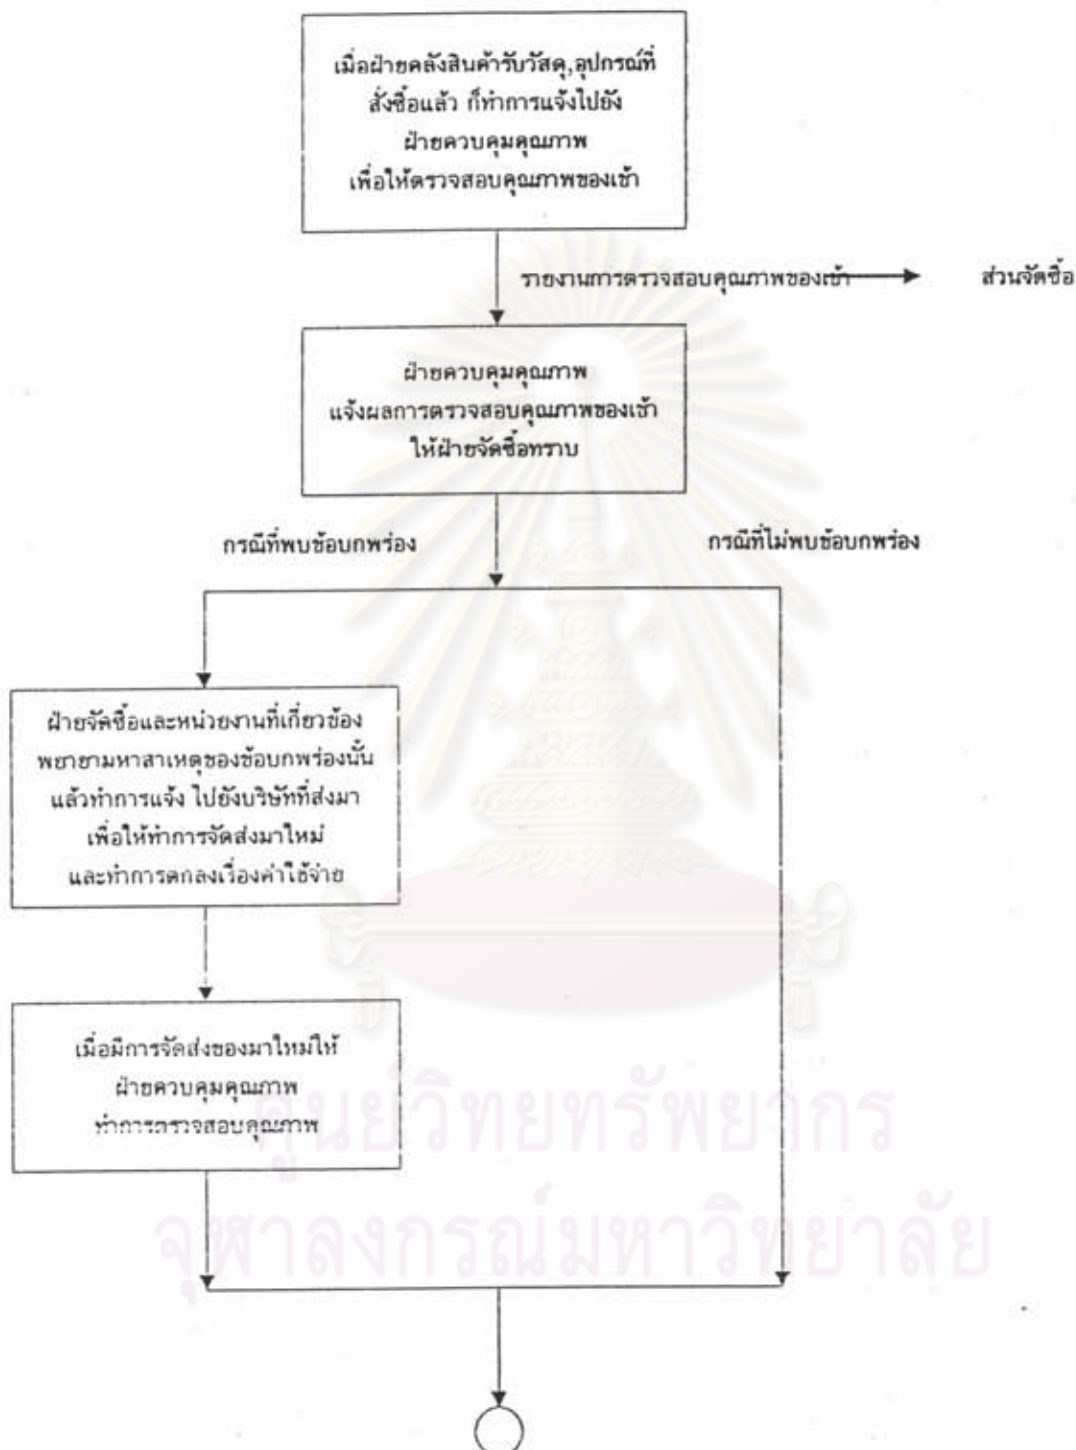 เมื่อฝ่ายคลังสินค้ารับวัสดุ,อุปกรณ์ที่
สั่งซื้อแล้ว ก็ทำการแจ้งไปยัง
ฝ่ายควบคุมคุณภาพ
เพื่อให้ตรวจสอบคุณภาพของเข้า
รายงานการตรวจสอบคุณภาพของเข้า
ส่วนจัดซื้อ
ฝ่ายควบคุมคุณภาพ
แจ้งผลการตรวจสอบคุณภาพของเข้า
ให้ฝ่ายจัดซื้อทราบ
กรณีที่พบข้อบกพร่อง
กรณีที่ไม่พบข้อบกพร่อง
ฝ่ายจัดซื้อและหน่วยงานที่เกี่ยวข้อง
พยายามหาสาเหตุของข้อบกพร่องนั้น
แล้วทำการแจ้ง ไปยังบริษัทที่ส่งมา
เพื่อให้ทำการจัดส่งมาใหม่
และทำการตกลงเรื่องค่าใช้จ่าย
เมื่อมีการจัดส่งของมาใหม่ให้
ฝ่ายควบคุมคุณภาพ
ทำการตรวจสอบคุณภาพ
ศูนย์วิทยทรัพยากร
จุฬาลงกรณ์มหาวิทยาลัย